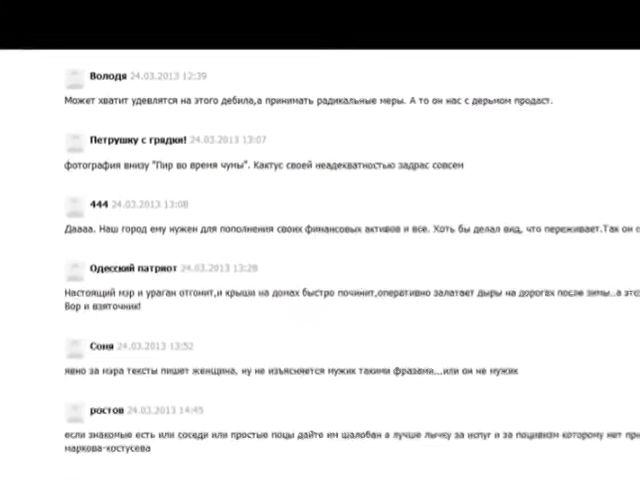 Володя 24.03.2013 12:39
Может хватит удевлятся на этого дебила,а принимать радикальные меры. А то он нас с дерьмом продаст.
Петрушку с грядки! 24.03.2013 13:07
фотография внизу "Пир во время чумы". Кактус своей неадекватностью задрас совсем
444 24.03.2013 13:08
Даааа. Наш город ему нужен для пополнения своих финансовых активов и все. Хоть бы делал вид, что переживает.Так он
Одесский патриот 24.03.2013 13:28
Настоящий мэр и ураган отгонит,и крыши на домах быстро починит,оперативно залатает дыры на дорогах после зимы..а это
Вор и взяточник!
Соня 24.03.2013 13:52
явно за мэра тексты пишет женщина, ну не изъясняется мужик такими фразами...или он не мужик
ростов 24.03.2013 14:45
если знакомые есть или соседи или простые поцы дайте им шалобан а лучше лычку за испуг и за поцивизм которому нет
маркова-костусева